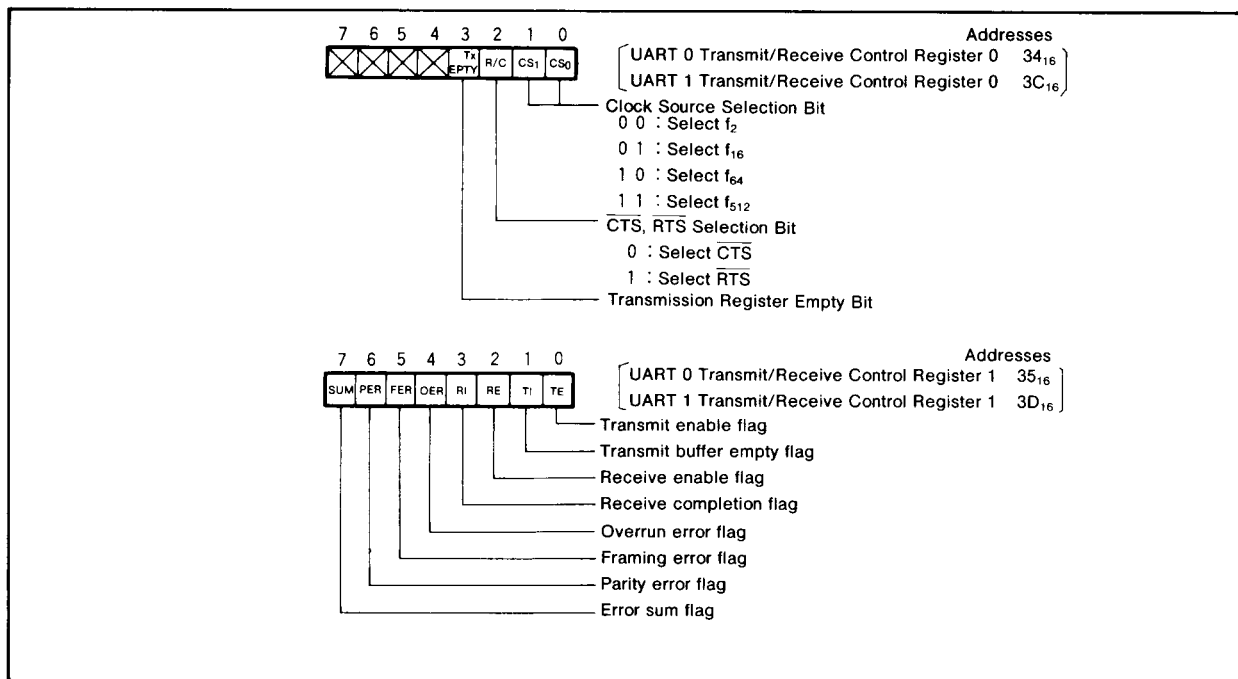 7 6 5 4 3 2 1 0
Addresses
Tx EPTY R/C CS₁ CS₀
UART 0 Transmit/Receive Control Register 0 34₁₆
UART 1 Transmit/Receive Control Register 0 3C₁₆
Clock Source Selection Bit
0 0 : Select f₂
0 1 : Select f₁₆
1 0 : Select f₆₄
1 1 : Select f₅₁₂
C̅T̅S̅, R̅T̅S̅ Selection Bit
0 : Select C̅T̅S̅
1 : Select R̅T̅S̅
Transmission Register Empty Bit
7 6 5 4 3 2 1 0
Addresses
SUM PER FER OER RI RE TI TE
UART 0 Transmit/Receive Control Register 1 35₁₆
UART 1 Transmit/Receive Control Register 1 3D₁₆
Transmit enable flag
Transmit buffer empty flag
Receive enable flag
Receive completion flag
Overrun error flag
Framing error flag
Parity error flag
Error sum flag